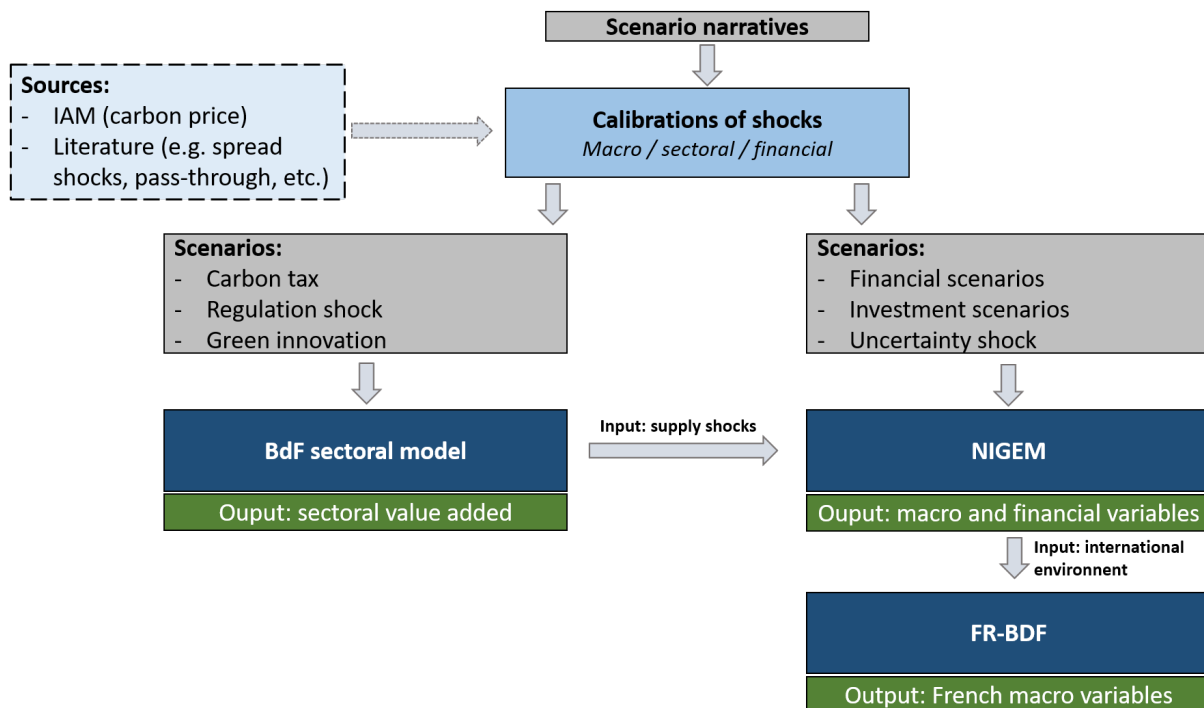 Scenario narratives
Sources:
- IAM (carbon price)
- Literature (e.g. spread
shocks, pass-through, etc.)
Calibrations of shocks
Macro / sectoral / financial
Scenarios:
- Carbon tax
- Regulation shock
- Green innovation
Scenarios:
- Financial scenarios
- Investment scenarios
- Uncertainty shock
BdF sectoral model
Ouput: sectoral value added
Input: supply shocks
NIGEM
Ouput: macro and financial variables
Input: international
environnent
FR-BDF
Output: French macro variables